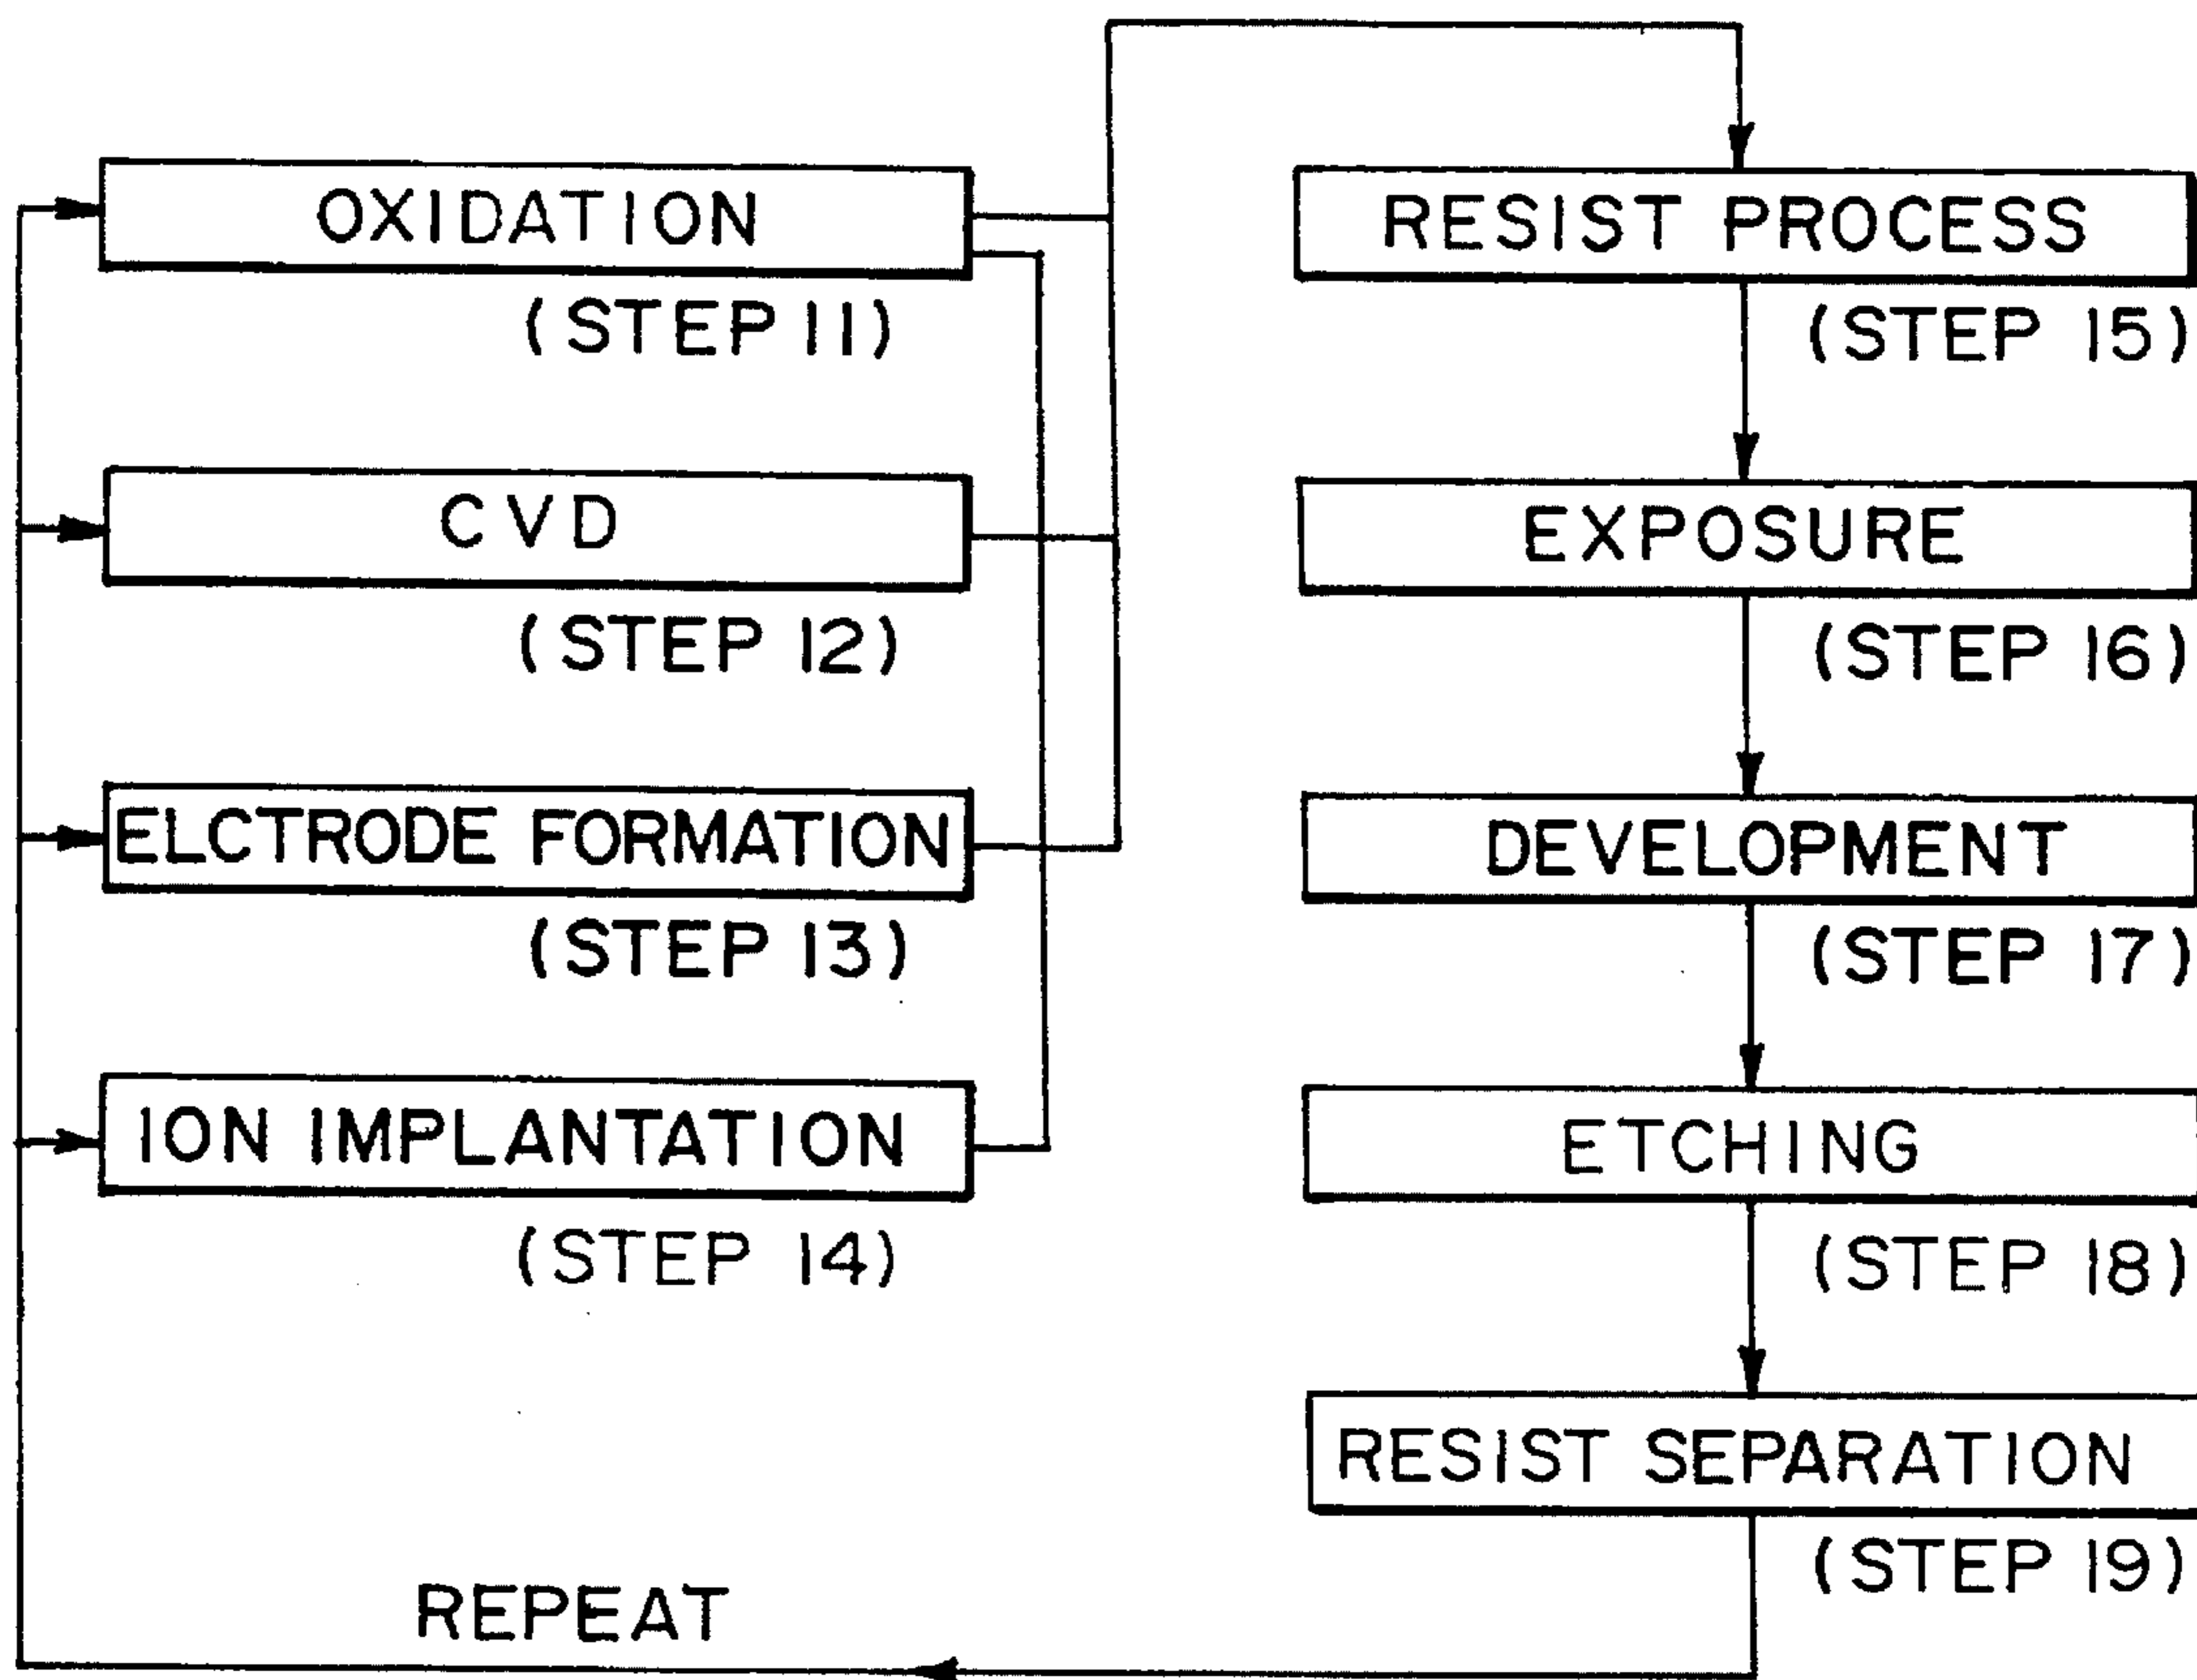 OXIDATION
(STEP 11)
CVD
(STEP 12)
ELCTRODE FORMATION
(STEP 13)
ION IMPLANTATION
(STEP 14)
RESIST PROCESS
(STEP 15)
EXPOSURE
(STEP 16)
DEVELOPMENT
(STEP 17)
ETCHING
(STEP 18)
RESIST SEPARATION
(STEP 19)
REPEAT